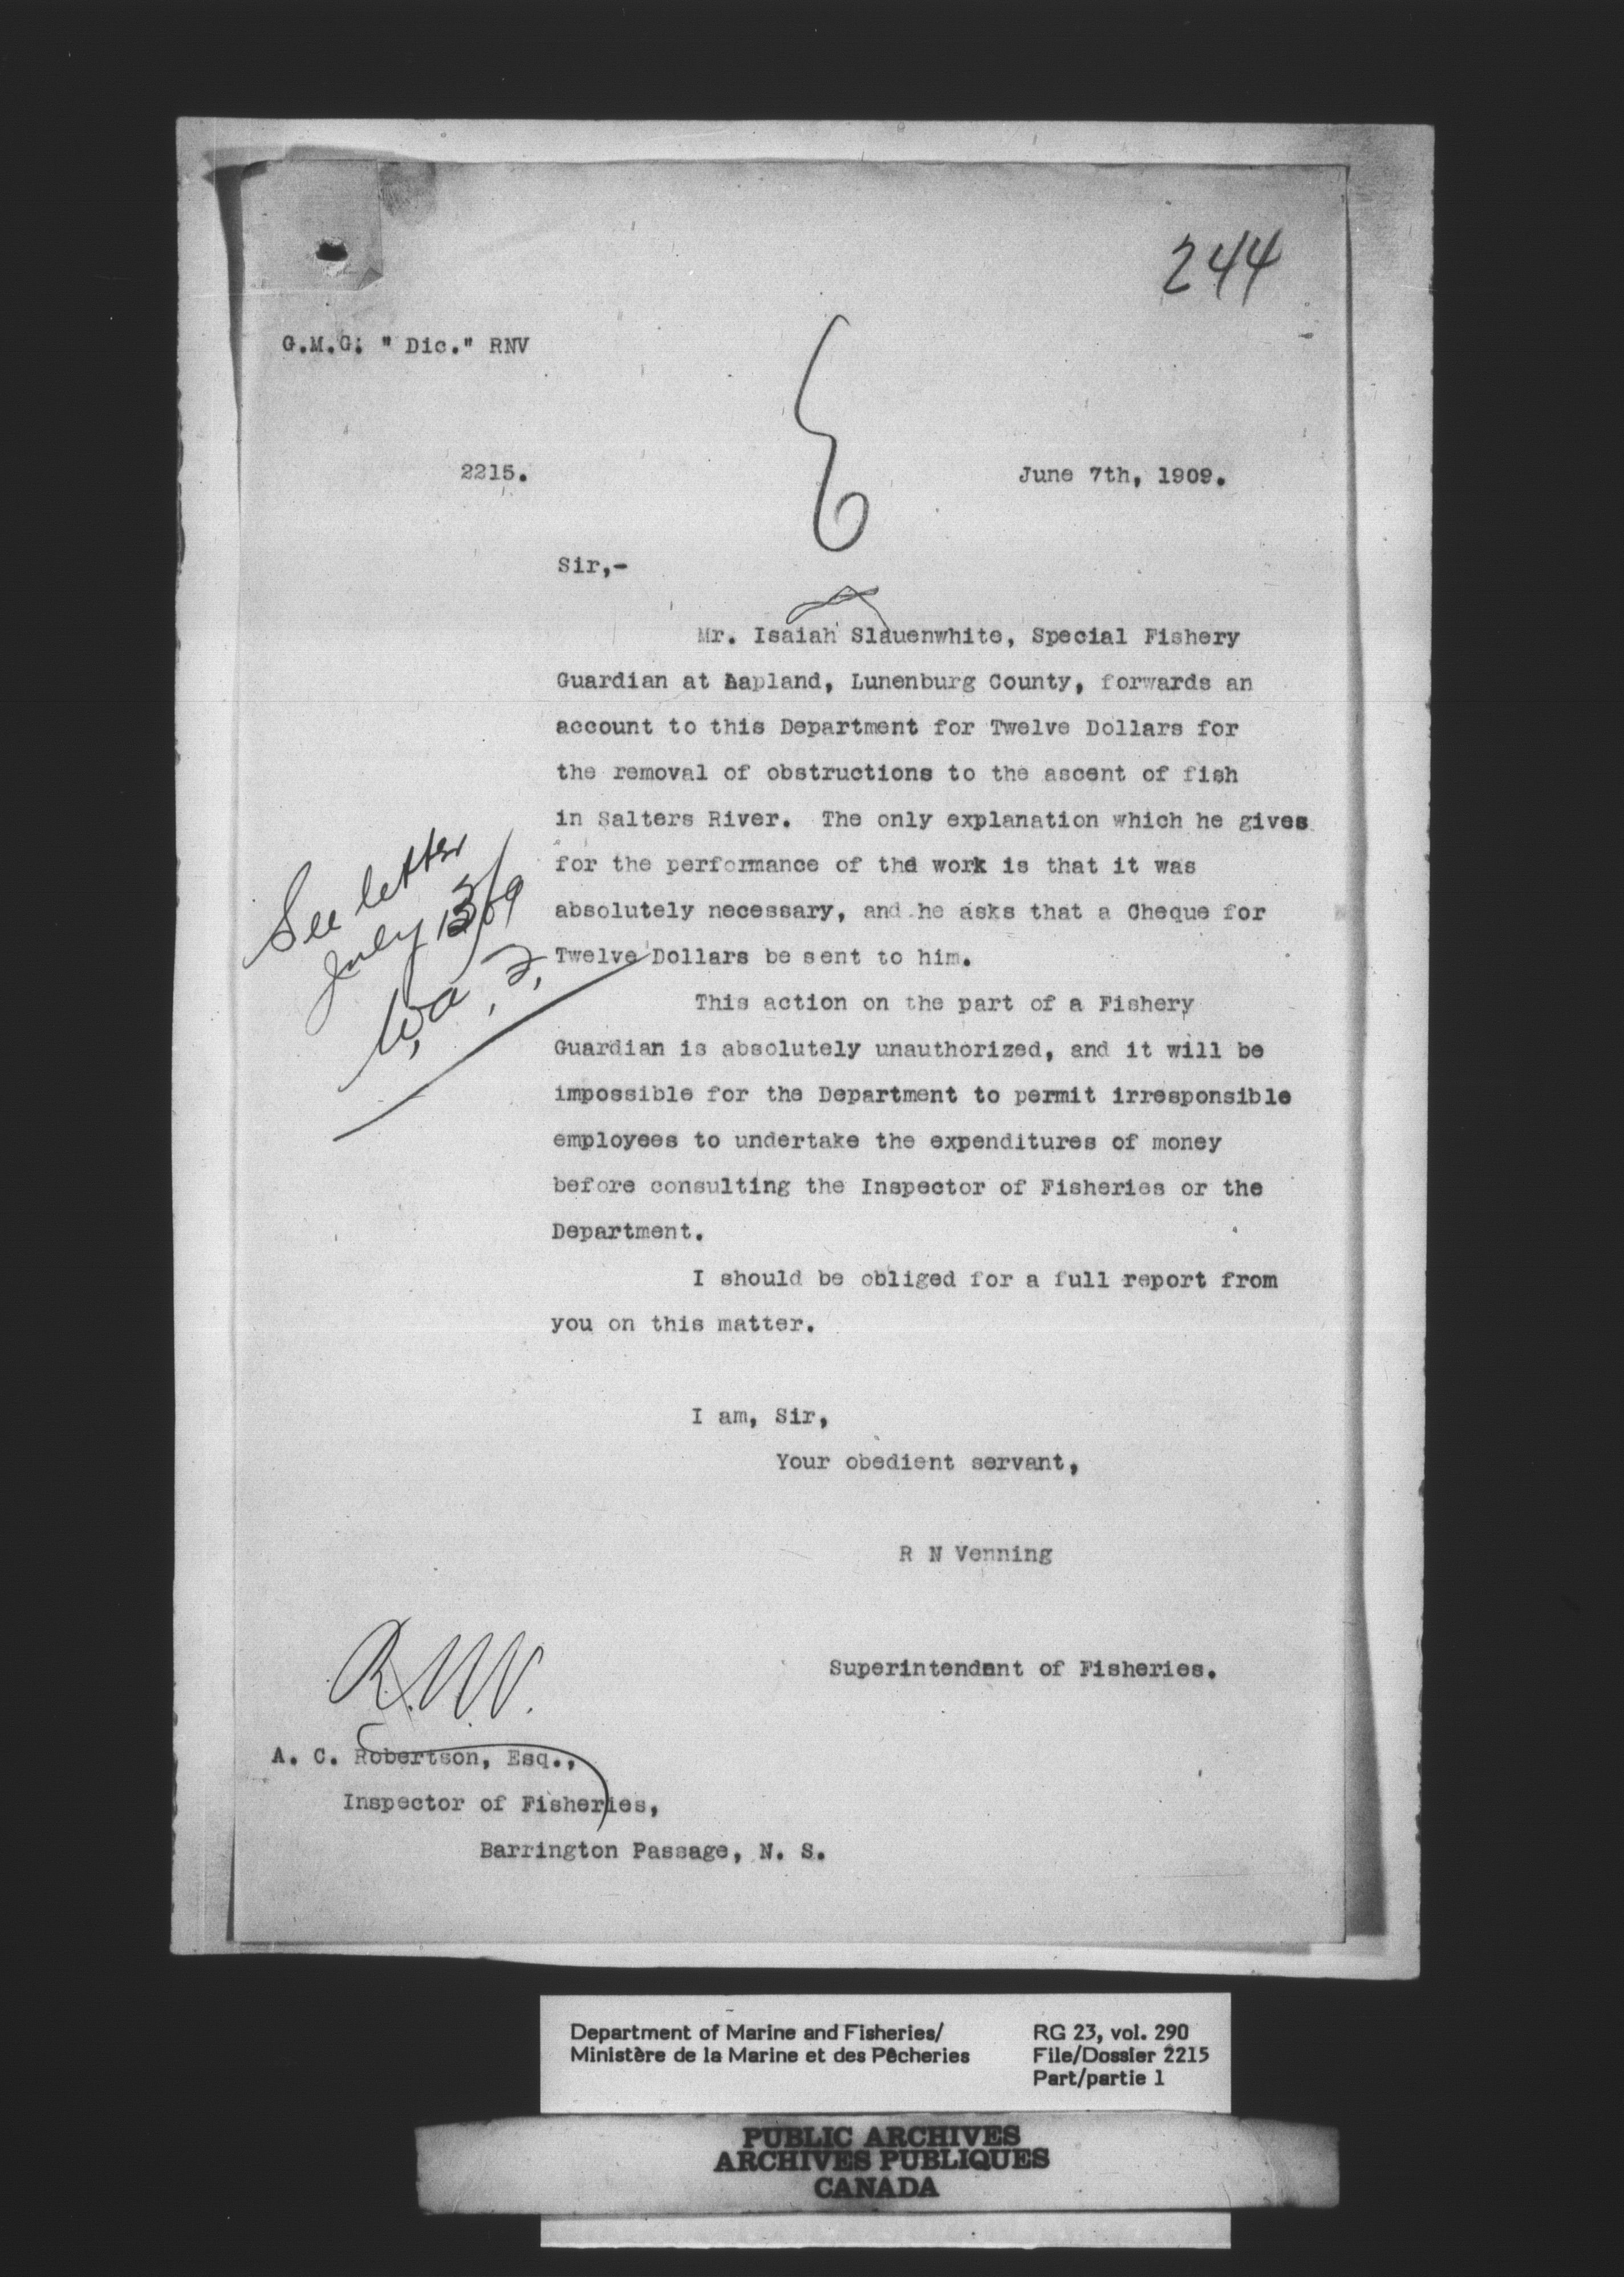 244
G.M.G: " Dic." RNV
2215.
June 7th, 1909.
Sir,-
Mr. Isaiah Slauenwhite, Special Fishery
Guardian at Lapland, Lunenburg County, forwards an
account to this Department for Twelve Dollars for
the removal of obstructions to the ascent of fish
in Salters River. The only explanation which he gives
for the performance of the work is that it was
absolutely necessary, and he asks that a Cheque for
Twelve Dollars be sent to him.
See letter
July 13/09
This action on the part of a Fishery
Guardian is absolutely unauthorized, and it will be
impossible for the Department to permit irresponsible
employees to undertake the expenditures of money
before consulting the Inspector of Fisheries or the
Department.
I should be obliged for a full report from
you on this matter.
I am, Sir,
Your obedient servant,
R N Venning
Superintendent of Fisheries.
R.N.V.
A. C. Robertson, Esq.,
Inspector of Fisheries,
Barrington Passage, N. S.
Department of Marine and Fisheries/
Ministère de la Marine et des Pêcheries
RG 23, vol. 290
File/Dossier 2215
Part/partie 1
PUBLIC ARCHIVES
ARCHIVES PUBLIQUES
CANADA